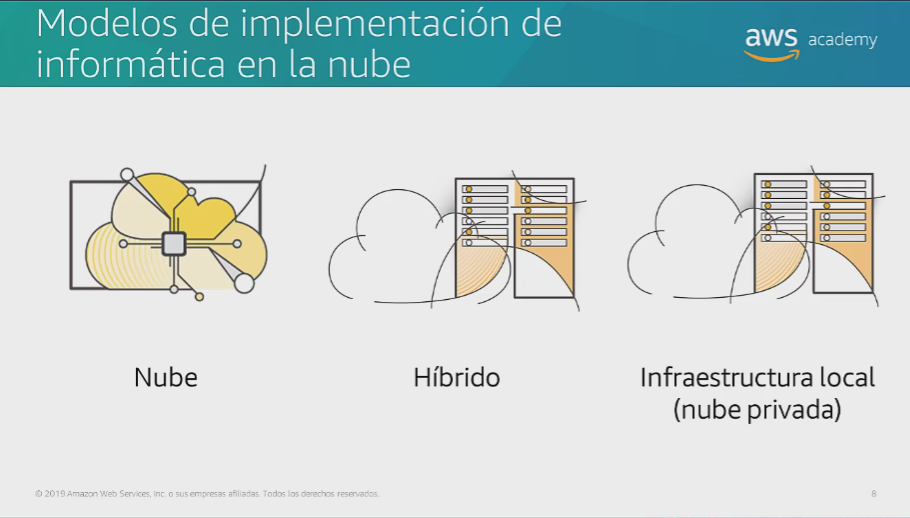 Modelos de implementación de
informática en la nube
aws academy
Nube
Híbrido
Infraestructura local
(nube privada)
© 2019 Amazon Web Services, Inc. o sus empresas afiliadas. Todos los derechos reservados.
8